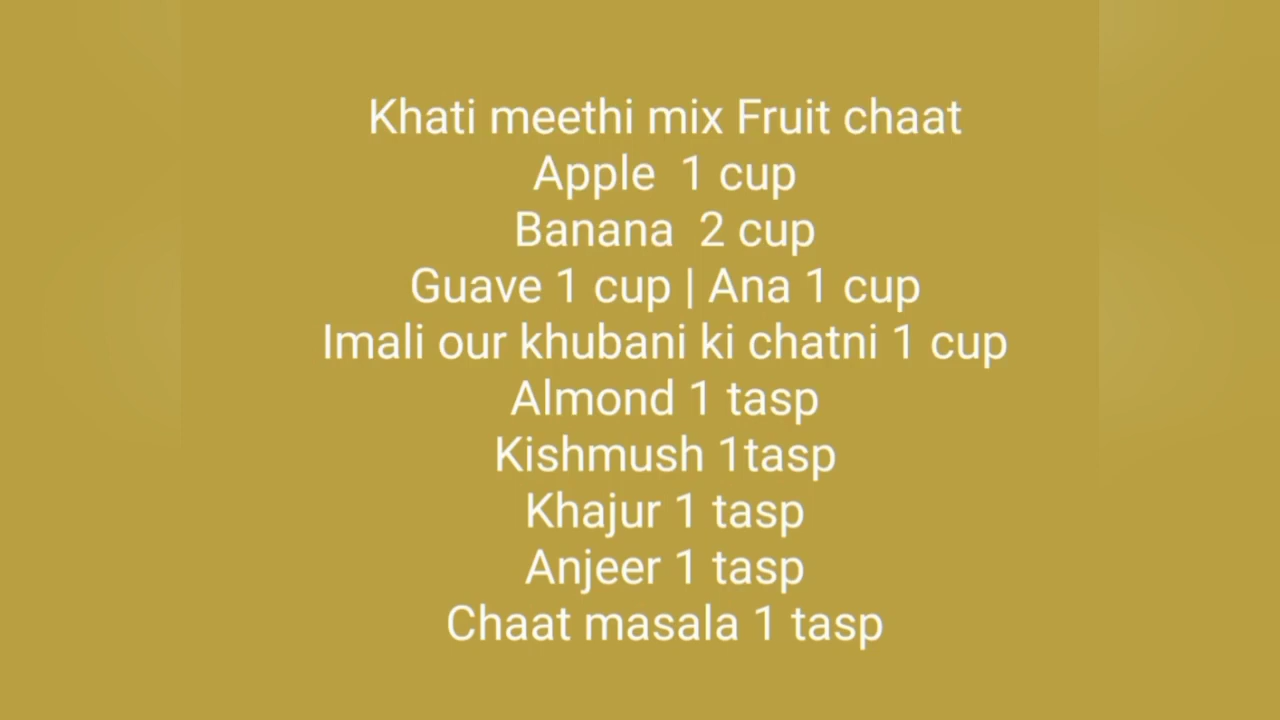 Khati meethi mix Fruit chaat
Apple 1 cup
Banana 2 cup
Guave 1 cup | Ana 1 cup
Imali our khubani ki chatni 1 cup
Almond 1 tasp
Kishmush 1tasp
Khajur 1 tasp
Anjeer 1 tasp
Chaat masala 1 tasp